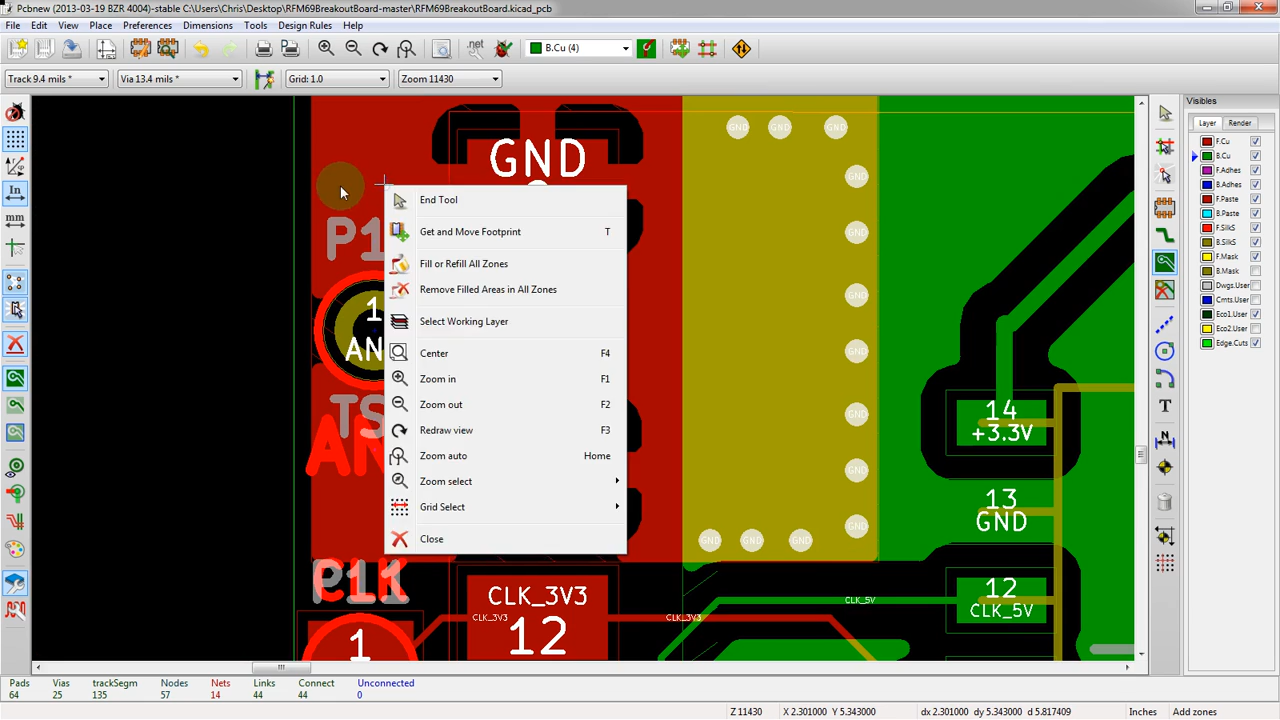 Pcbnew (2013-03-19 BZR 4004)-stable C:\Users\Chris\Desktop\RFM69BreakoutBoard-master\RFM69BreakoutBoard.kicad_pcb
File Edit View Place Preferences Dimensions Tools Design Rules Help
.net B.Cu (4)
Track 9.4 mils * Via 13.4 mils * Grid: 1.0 Zoom 11430
In
mm
Visibles
Layer Render
F.Cu
B.Cu
F.Adhes
B.Adhes
F.Paste
B.Paste
F.SilkS
B.SilkS
F.Mask
B.Mask
Dwgs.User
Cmts.User
Eco1.User
Eco2.User
Edge.Cuts
GND
GND GND GND
GND
GND
GND
GND
GND
GND
GND
GND GND GND
P1
1
AN
TS
AN
End Tool
Get and Move Footprint T
Fill or Refill All Zones
Remove Filled Areas in All Zones
Select Working Layer
Center F4
Zoom in F1
Zoom out F2
Redraw view F3
Zoom auto Home
Zoom select
Grid Select
Close
14
+3.3V
13
GND
12
CLK_5V
P11
CLK
1
CLK_3V3
12
CLK_3V3
CLK_3V3
CLK_5V
Pads Vias trackSegm Nodes Nets Links Connect Unconnected
64 25 135 57 14 44 44 0
Z 11430 X 2.301000 Y 5.343000 dx 2.301000 dy 5.343000 d 5.817409 Inches Add zones